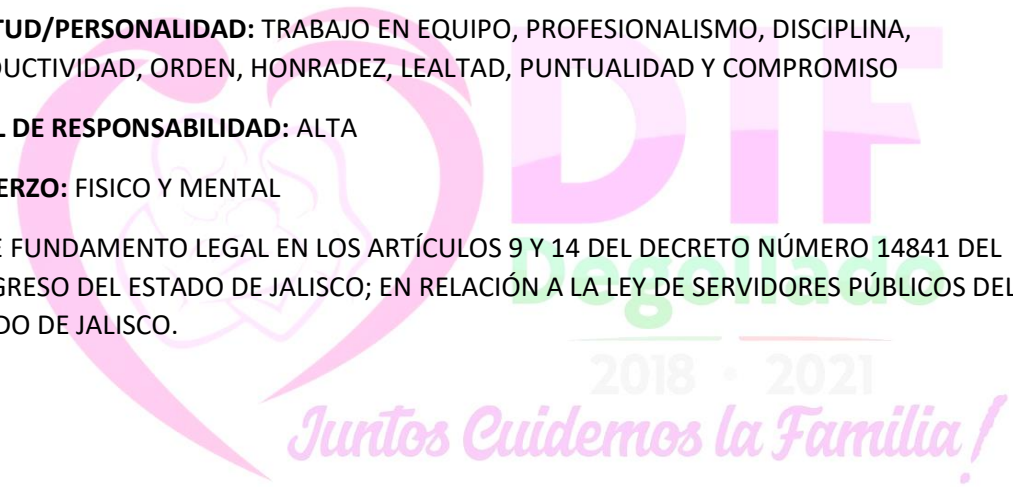 TUD/PERSONALIDAD: TRABAJO EN EQUIPO, PROFESIONALISMO, DISCIPLINA,
DUCTIVIDAD, ORDEN, HONRADEZ, LEALTAD, PUNTUALIDAD Y COMPROMISO
L DE RESPONSABILIDAD: ALTA
ERZO: FISICO Y MENTAL
E FUNDAMENTO LEGAL EN LOS ARTÍCULOS 9 Y 14 DEL DECRETO NÚMERO 14841 DEL
GRESO DEL ESTADO DE JALISCO; EN RELACIÓN A LA LEY DE SERVIDORES PÚBLICOS DEL
DO DE JALISCO.
DIF
Degollado
2018 • 2021
Juntos Cuidemos la Familia!